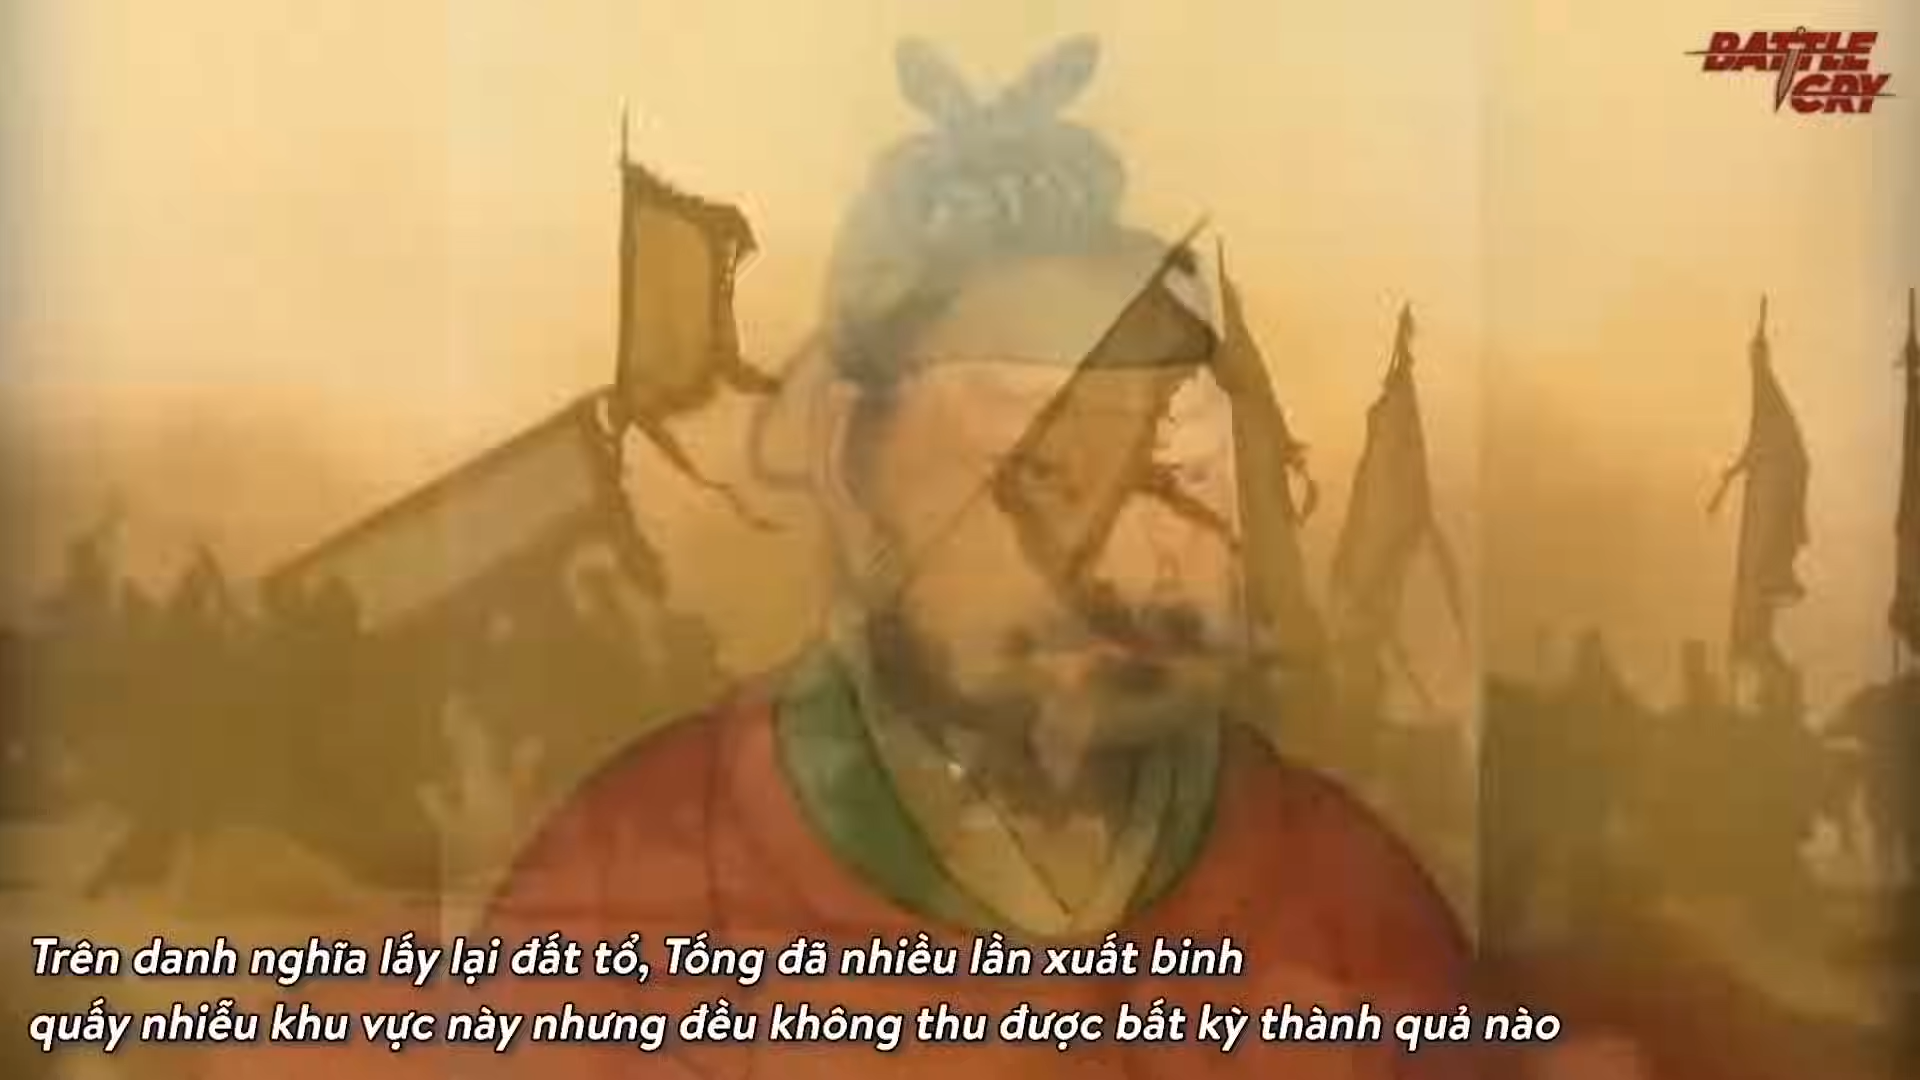 BATTLE
CRY
Trên danh nghĩa lấy lại đất tổ, Tống đã nhiều lần xuất binh
quấy nhiễu khu vực này nhưng đều không thu được bất kỳ thành quả nào